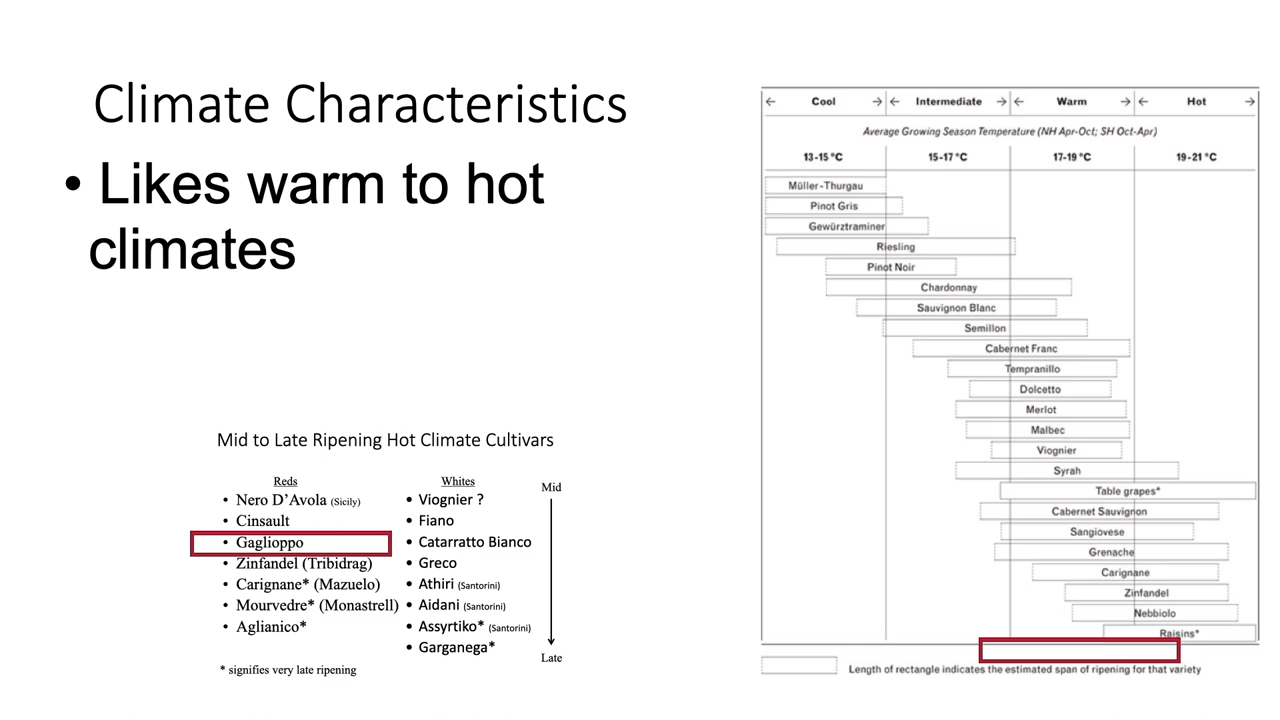 Climate Characteristics
• Likes warm to hot
climates
Mid to Late Ripening Hot Climate Cultivars
Reds
• Nero D'Avola (Sicily)
• Cinsault
• Gaglioppo
• Zinfandel (Tribidrag)
• Carignane* (Mazuelo)
• Mourvedre* (Monastrell)
• Aglianico*
* signifies very late ripening
Whites
• Viognier ?
• Fiano
• Catarratto Bianco
• Greco
• Athiri (Santorini)
• Aidani (Santorini)
• Assyrtiko* (Santorini)
• Garganega*
Mid
Late
← Cool → ← Intermediate → ← Warm → ← Hot →
Average Growing Season Temperature (NH Apr-Oct; SH Oct-Apr)
13-15 °C 15-17 °C 17-19 °C 19-21 °C
Müller-Thurgau
Pinot Gris
Gewürztraminer
Riesling
Pinot Noir
Chardonnay
Sauvignon Blanc
Semillon
Cabernet Franc
Tempranillo
Dolcetto
Merlot
Malbec
Viognier
Syrah
Table grapes*
Cabernet Sauvignon
Sangiovese
Grenache
Carignane
Zinfandel
Nebbiolo
Raisins*
Length of rectangle indicates the estimated span of ripening for that variety